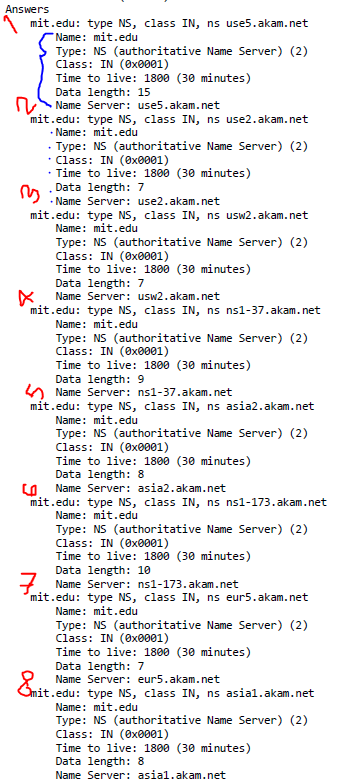 Answers
1
mit.edu: type NS, class IN, ns use5.akam.net
Name: mit.edu
Type: NS (authoritative Name Server) (2)
Class: IN (0x0001)
Time to live: 1800 (30 minutes)
Data length: 15
Name Server: use5.akam.net
2
mit.edu: type NS, class IN, ns use2.akam.net
Name: mit.edu
Type: NS (authoritative Name Server) (2)
Class: IN (0x0001)
Time to live: 1800 (30 minutes)
Data length: 7
Name Server: use2.akam.net
3
mit.edu: type NS, class IN, ns usw2.akam.net
Name: mit.edu
Type: NS (authoritative Name Server) (2)
Class: IN (0x0001)
Time to live: 1800 (30 minutes)
Data length: 7
Name Server: usw2.akam.net
4
mit.edu: type NS, class IN, ns ns1-37.akam.net
Name: mit.edu
Type: NS (authoritative Name Server) (2)
Class: IN (0x0001)
Time to live: 1800 (30 minutes)
Data length: 9
Name Server: ns1-37.akam.net
5
mit.edu: type NS, class IN, ns asia2.akam.net
Name: mit.edu
Type: NS (authoritative Name Server) (2)
Class: IN (0x0001)
Time to live: 1800 (30 minutes)
Data length: 8
Name Server: asia2.akam.net
6
mit.edu: type NS, class IN, ns ns1-173.akam.net
Name: mit.edu
Type: NS (authoritative Name Server) (2)
Class: IN (0x0001)
Time to live: 1800 (30 minutes)
Data length: 10
Name Server: ns1-173.akam.net
7
mit.edu: type NS, class IN, ns eur5.akam.net
Name: mit.edu
Type: NS (authoritative Name Server) (2)
Class: IN (0x0001)
Time to live: 1800 (30 minutes)
Data length: 7
Name Server: eur5.akam.net
8
mit.edu: type NS, class IN, ns asia1.akam.net
Name: mit.edu
Type: NS (authoritative Name Server) (2)
Class: IN (0x0001)
Time to live: 1800 (30 minutes)
Data length: 8
Name Server: asia1.akam.net